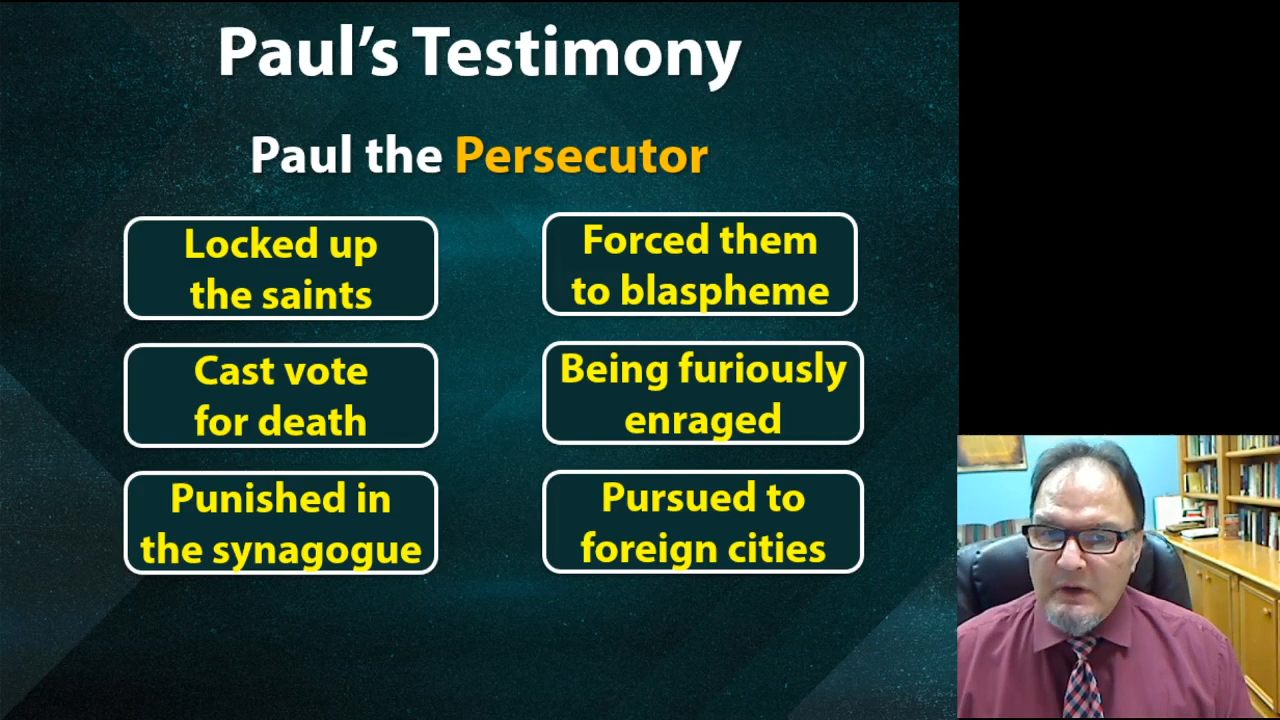 Paul’s Testimony
Paul the Persecutor
Locked up
the saints
Forced them
to blaspheme
Cast vote
for death
Being furiously
enraged
Punished in
the synagogue
Pursued to
foreign cities